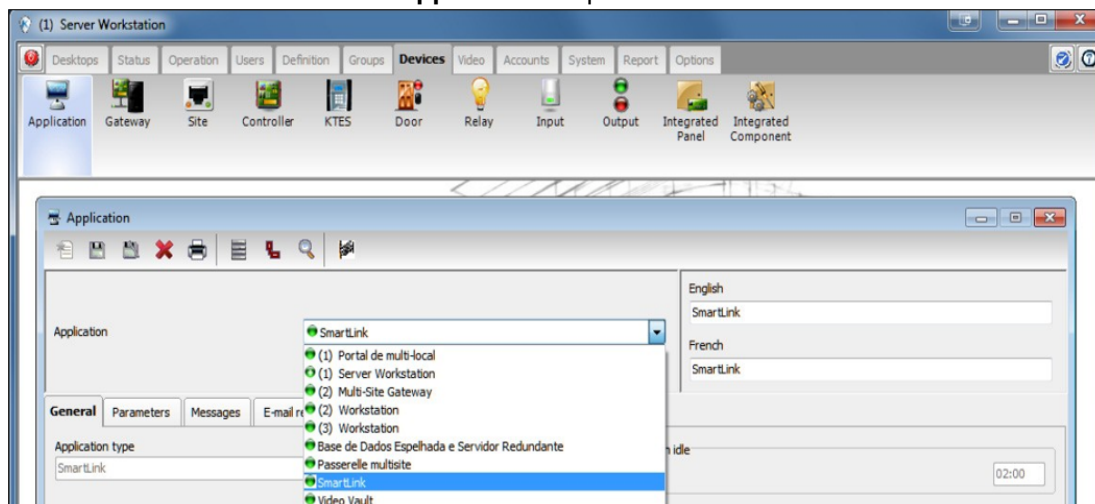 (1) Server Workstation
Desktops Status Operation Users Definition Groups Devices Video Accounts System Report Options
Application Gateway Site Controller KTES Door Relay Input Output Integrated Panel Integrated Component
Application
English
SmartLink
Application SmartLink
French
SmartLink
(1) Portal de multi-local
(1) Server Workstation
(2) Multi-Site Gateway
(2) Workstation
(3) Workstation
Base de Dados Espelhada e Servidor Redundante
Passerelle multisite
SmartLink
Video Vault
General Parameters Messages E-mail
Application type
SmartLink
idle
02:00